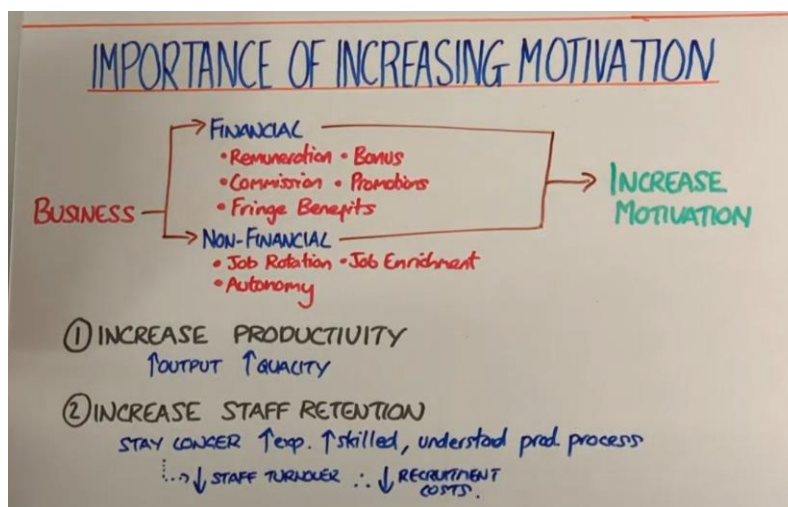 IMPORTANCE OF INCREASING MOTIVATION
FINANCIAL
• Remuneration • Bonus
• Commission • Promotions
• Fringe Benefits
BUSINESS
INCREASE
MOTIVATION
NON-FINANCIAL
• Job Rotation • Job Enrichment
• Autonomy
① INCREASE PRODUCTIVITY
↑OUTPUT ↑QUALITY
② INCREASE STAFF RETENTION
STAY LONGER ↑exp. ↑skilled, understand prod. process
↓ STAFF TURNOVER ∴ ↓ RECRUITMENT
COSTS.